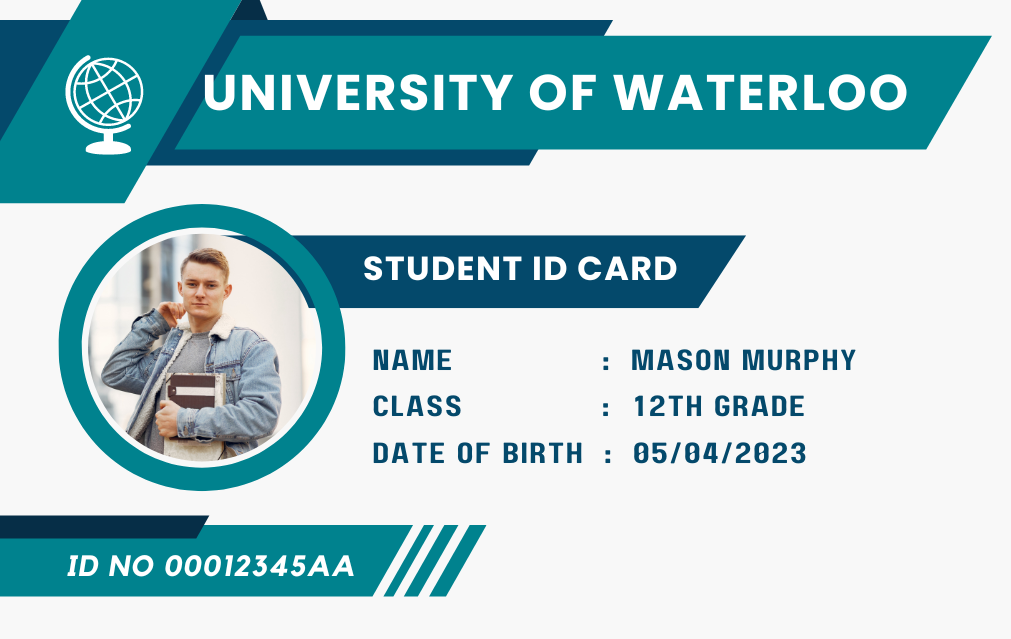 UNIVERSITY OF WATERLOO
STUDENT ID CARD
NAME : MASON MURPHY
CLASS : 12TH GRADE
DATE OF BIRTH : 05/04/2023
ID NO 00012345AA